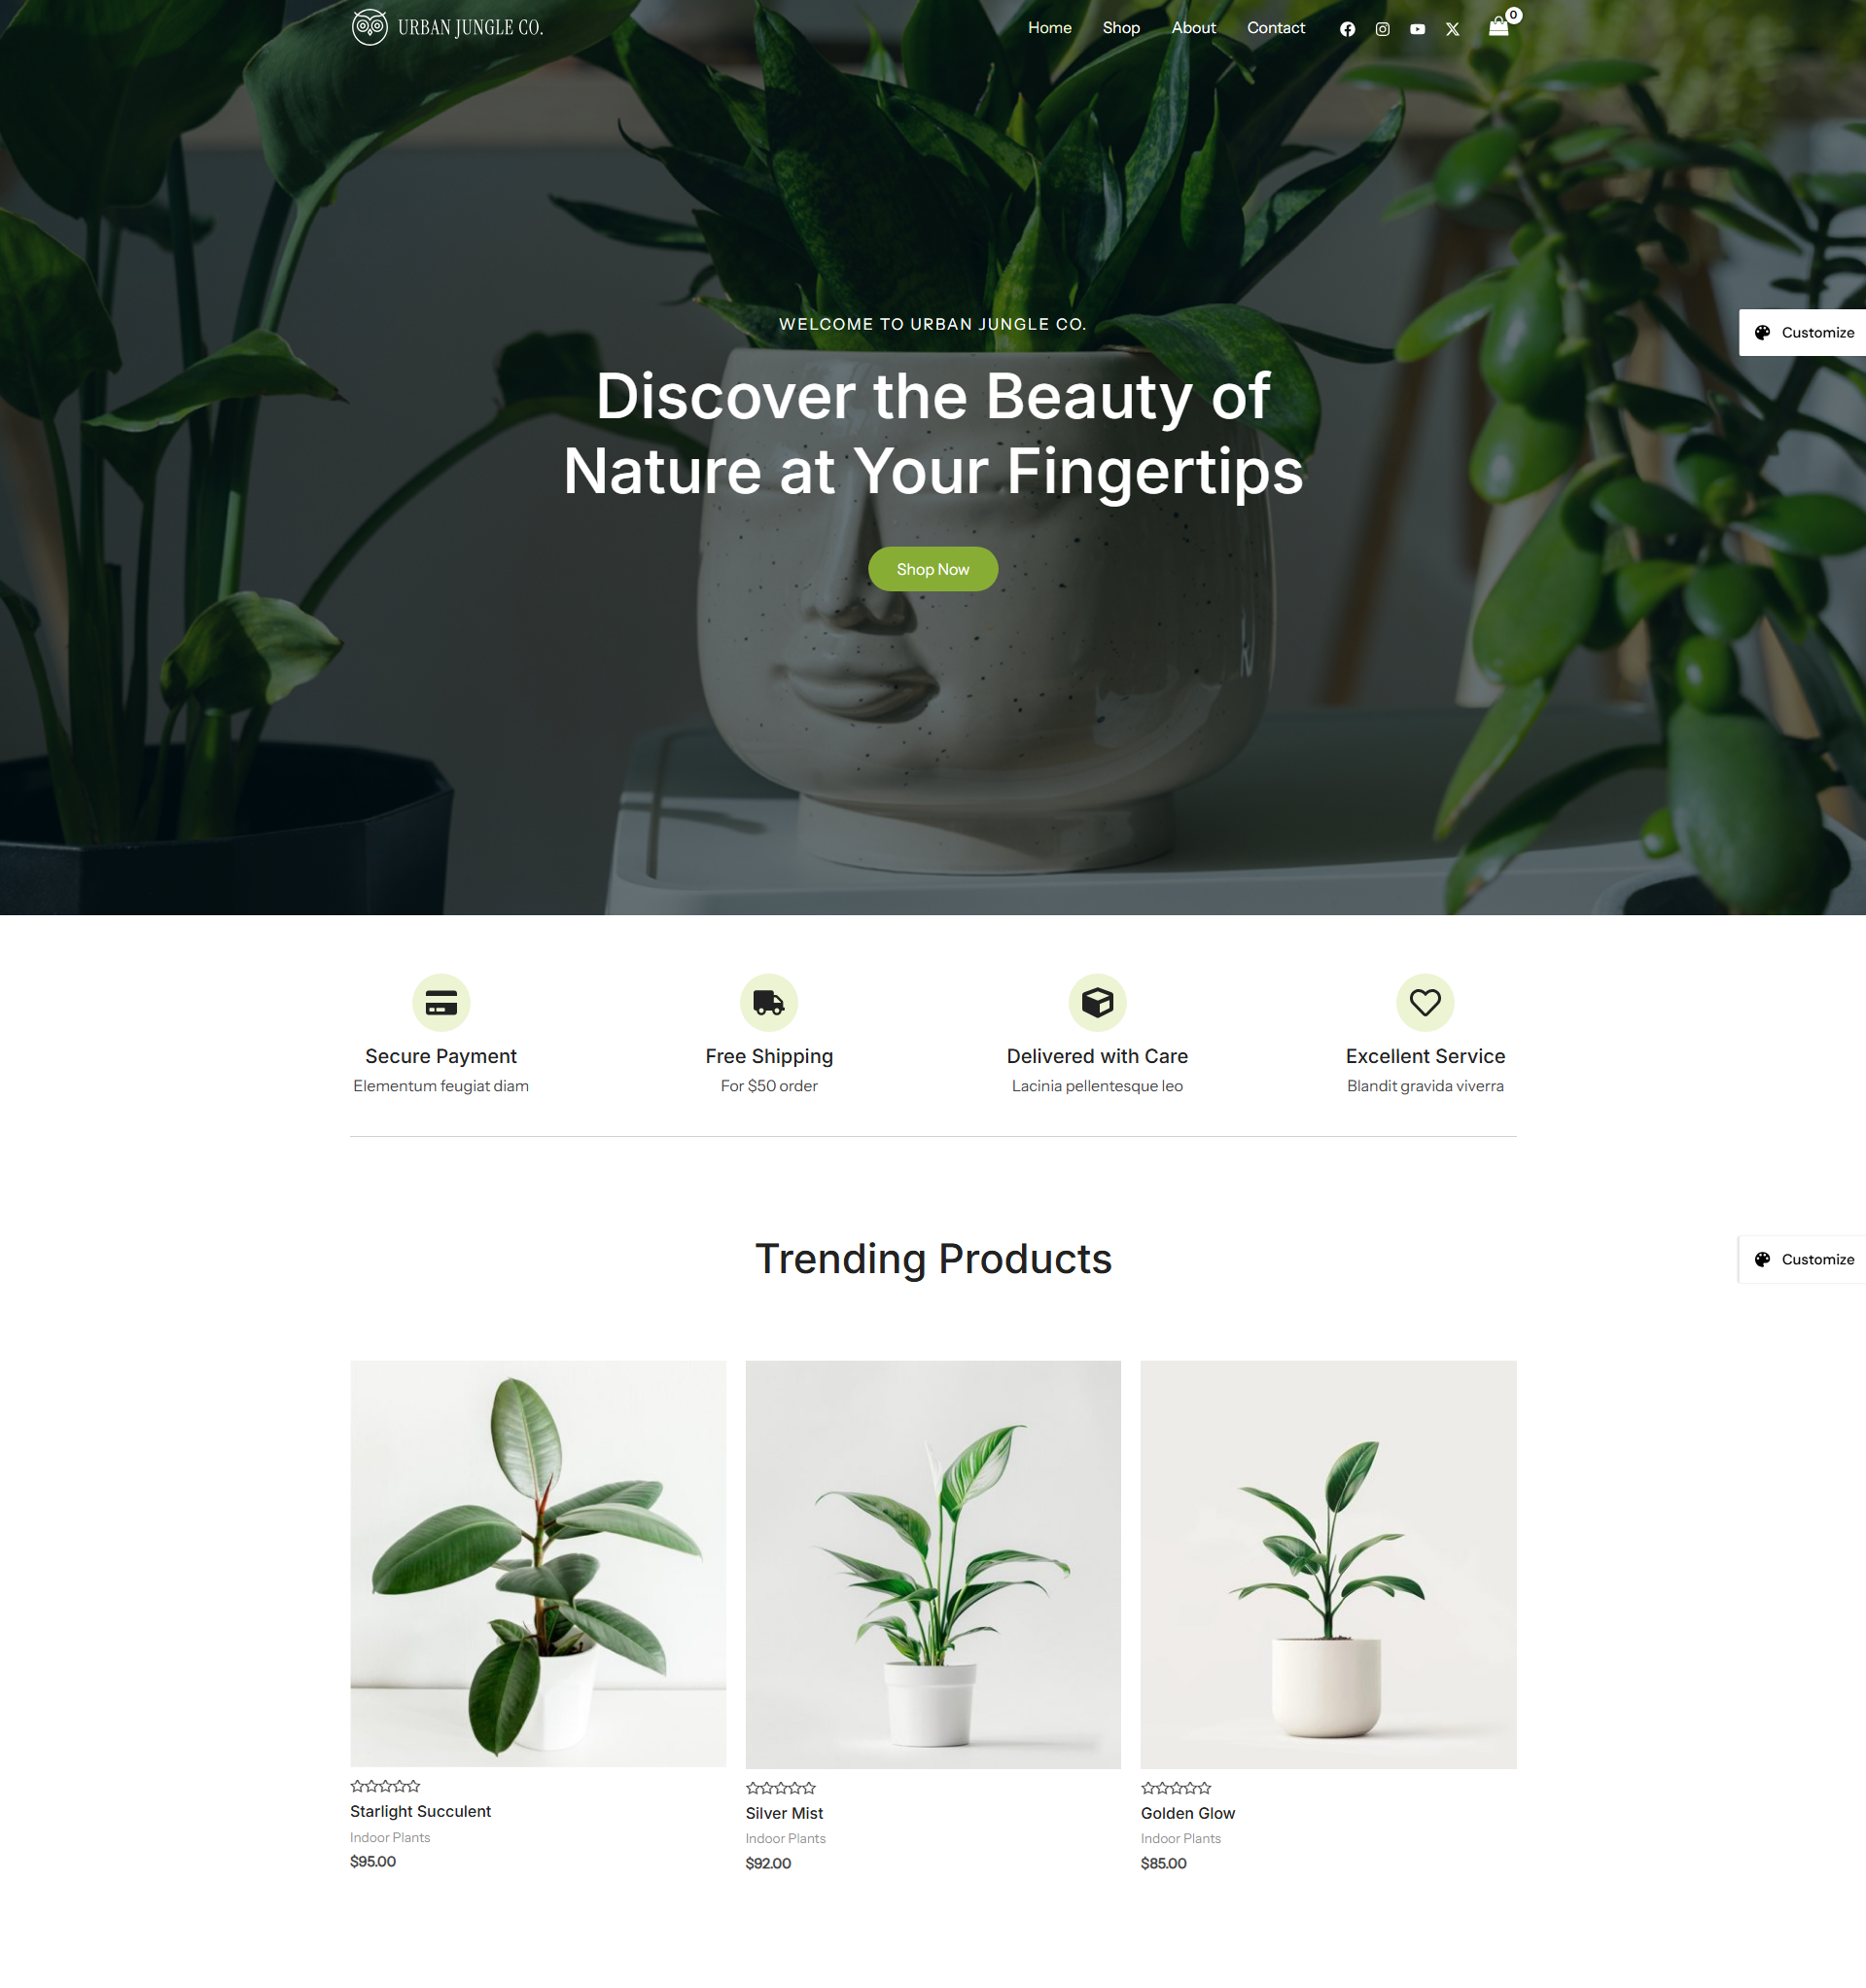 URBAN JUNGLE CO.
Home Shop About Contact 0
WELCOME TO URBAN JUNGLE CO.
Customize
Discover the Beauty of
Nature at Your Fingertips
Shop Now
Secure Payment
Elementum feugiat diam
Free Shipping
For $50 order
Delivered with Care
Lacinia pellentesque leo
Excellent Service
Blandit gravida viverra
Trending Products
Customize
Starlight Succulent
Indoor Plants
$95.00
Silver Mist
Indoor Plants
$92.00
Golden Glow
Indoor Plants
$85.00